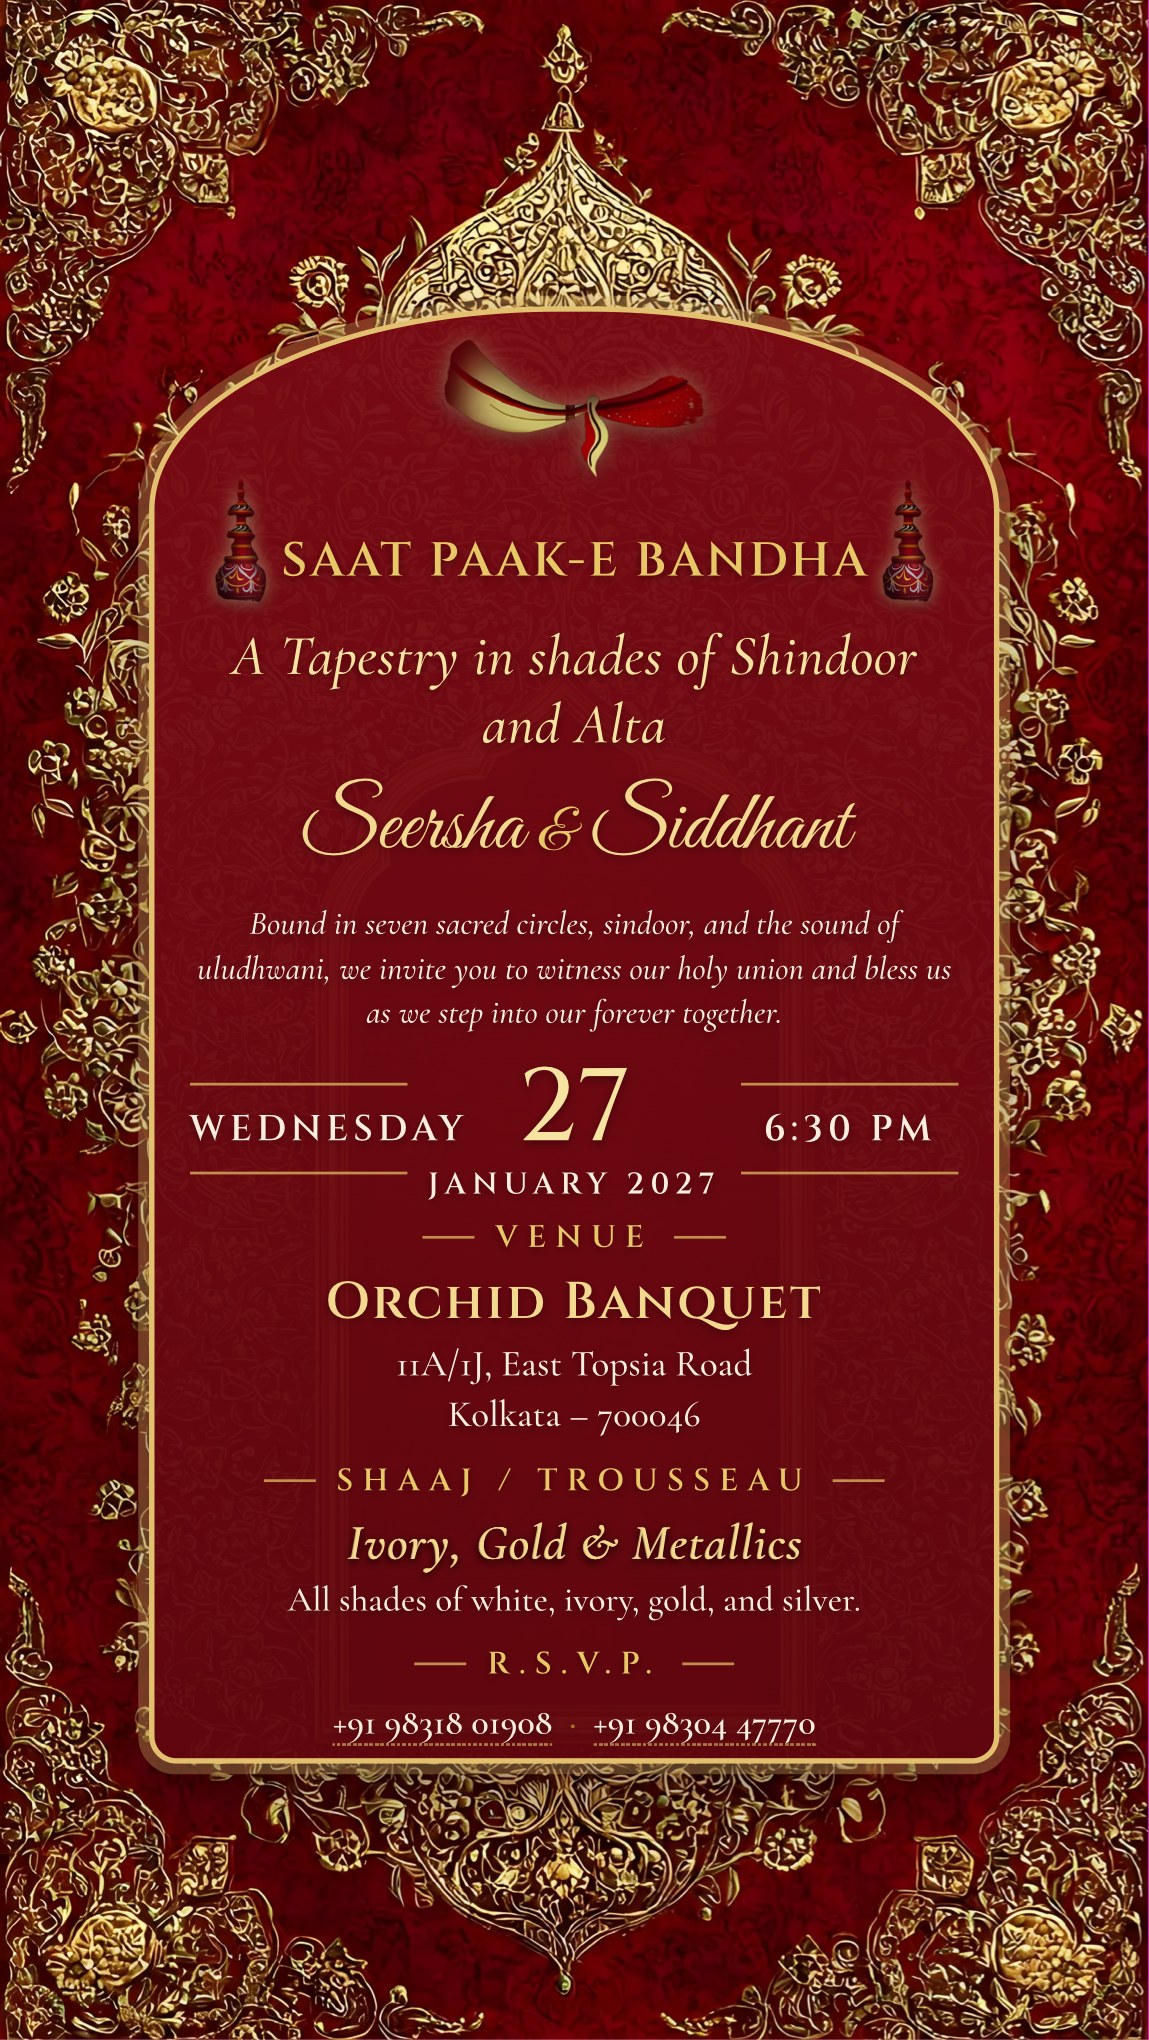 SAAT PAAK-E BANDHA
A Tapestry in shades of Shindoor
and Alta
Seersha & Siddhant
Bound in seven sacred circles, sindoor, and the sound of
uludhwani, we invite you to witness our holy union and bless us
as we step into our forever together.
WEDNESDAY 27 6:30 PM
JANUARY 2027
VENUE
ORCHID BANQUET
11A/1J, East Topsia Road
Kolkata – 700046
SHAAJ / TROUSSEAU
Ivory, Gold & Metallics
All shades of white, ivory, gold, and silver.
R.S.V.P.
+91 98318 01908 · +91 98304 47770